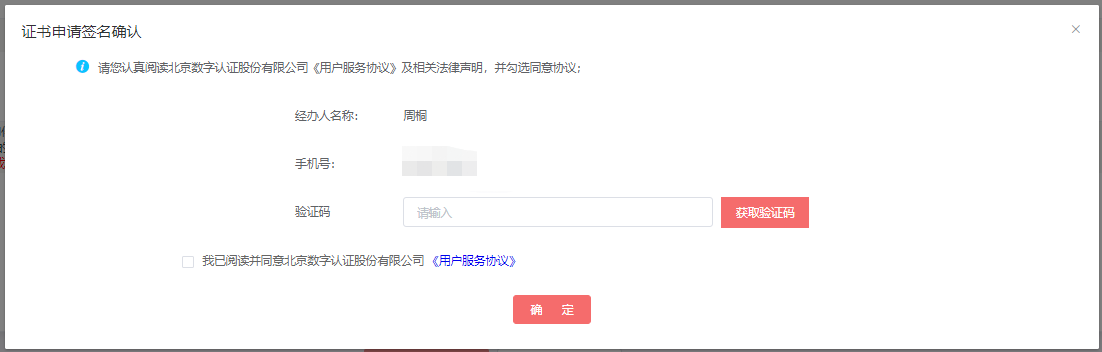 证书申请签名确认
请您认真阅读北京数字认证股份有限公司《用户服务协议》及相关法律声明，并勾选同意协议；
经办人名称: 周桐
手机号:
验证码 请输入 获取验证码
我已阅读并同意北京数字认证股份有限公司 《用户服务协议》
确 定